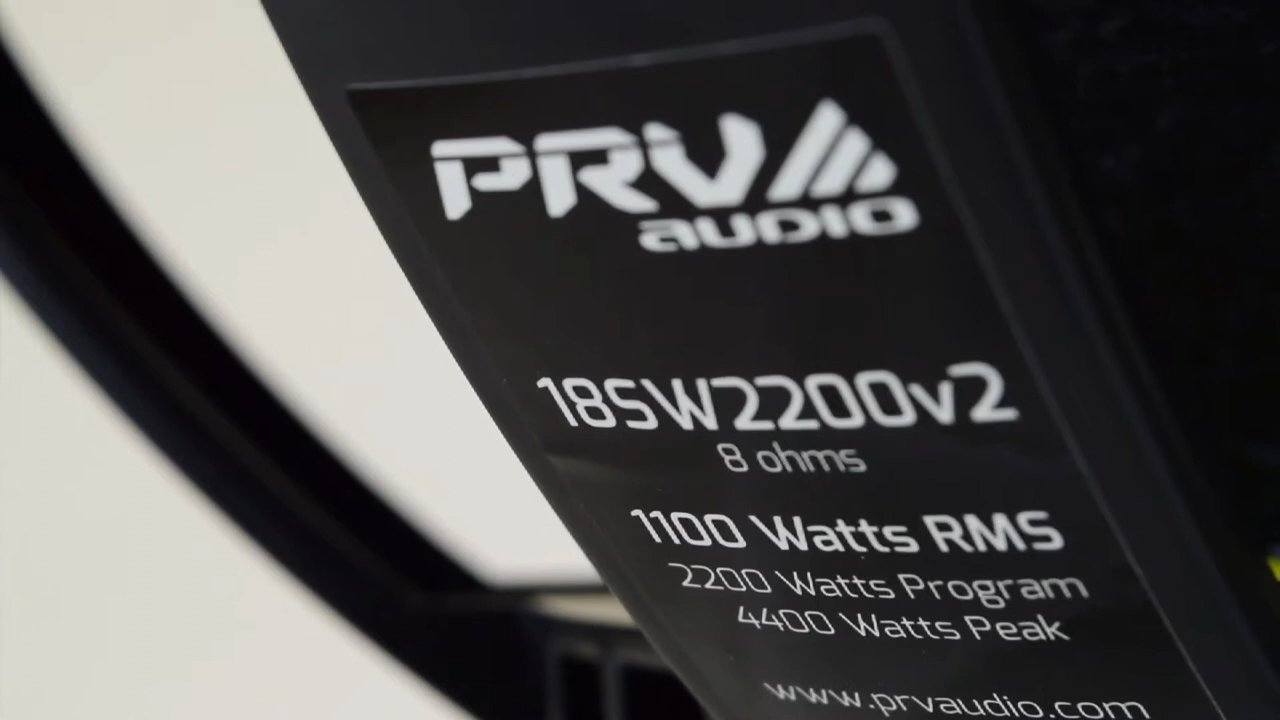 PRV
AUDIO
18SW2200v2
8 ohms
1100 Watts RMS
2200 Watts Program
4400 Watts Peak
www.prvaudio.com